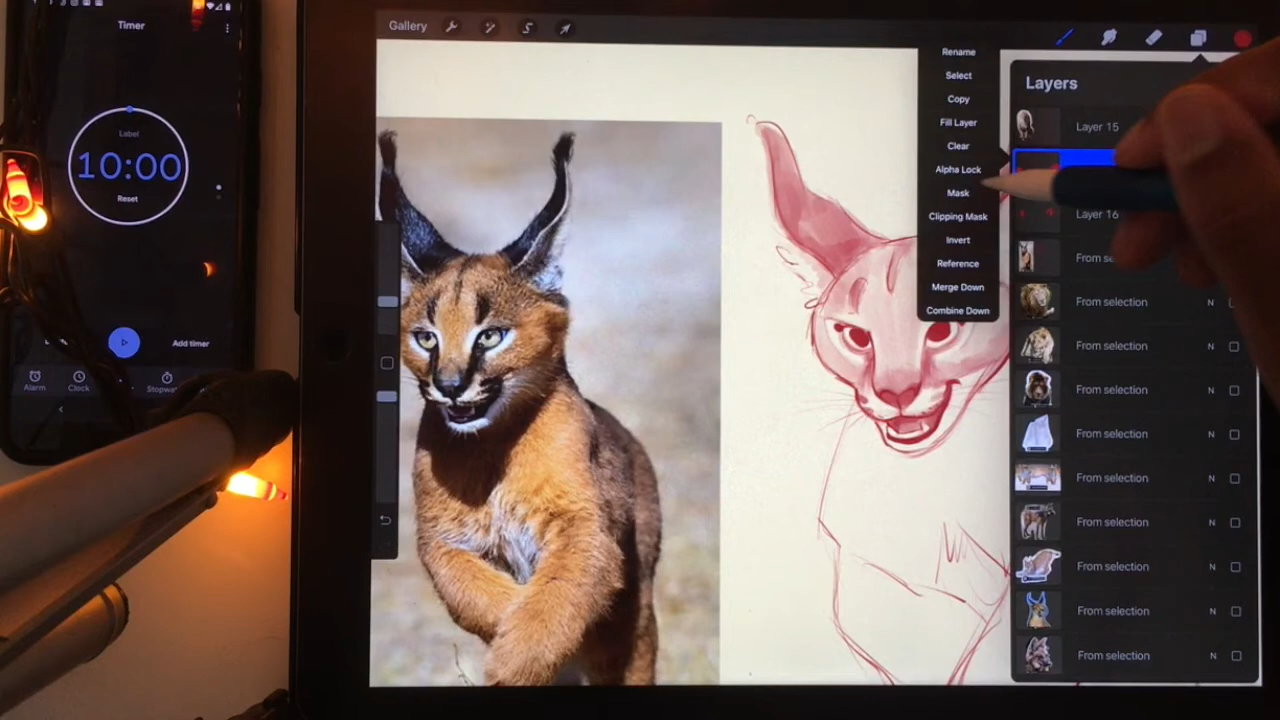 Timer
Label
10:00
Reset
Add timer
Alarm
Clock
Gallery
Rename
Select
Copy
Fill Layer
Clear
Alpha Lock
Mask
Clipping Mask
Invert
Reference
Merge Down
Combine Down
Layers
Layer 15
Layer 16
From se
From selection N
From selection N
From selection N
From selection N
From selection N
From selection N
From selection N
From selection N
From selection N